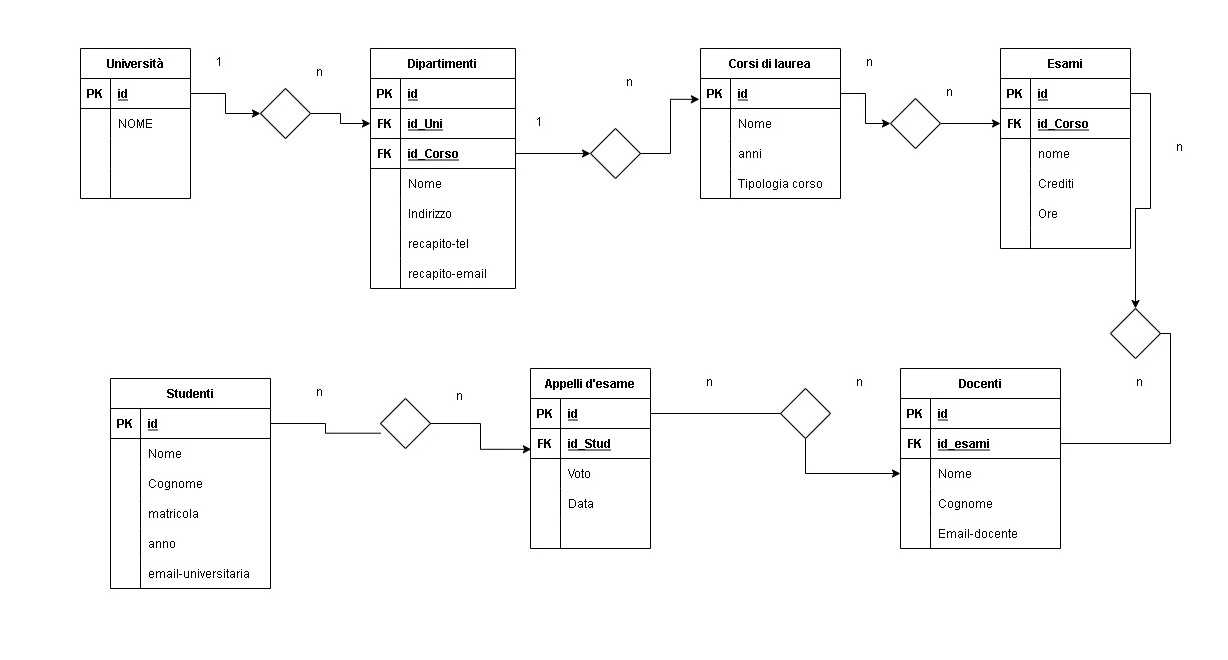 Università
PK id
NOME
1
n
Dipartimenti
PK id
FK id_Uni
FK id_Corso
Nome
Indirizzo
recapito-tel
recapito-email
1
n
Corsi di laurea
PK id
Nome
anni
Tipologia corso
n
n
Esami
PK id
FK id_Corso
nome
Crediti
Ore
n
Studenti
PK id
Nome
Cognome
matricola
anno
email-universitaria
n
n
Appelli d'esame
PK id
FK id_Stud
Voto
Data
n
n
Docenti
PK id
FK id_esami
Nome
Cognome
Email-docente
n